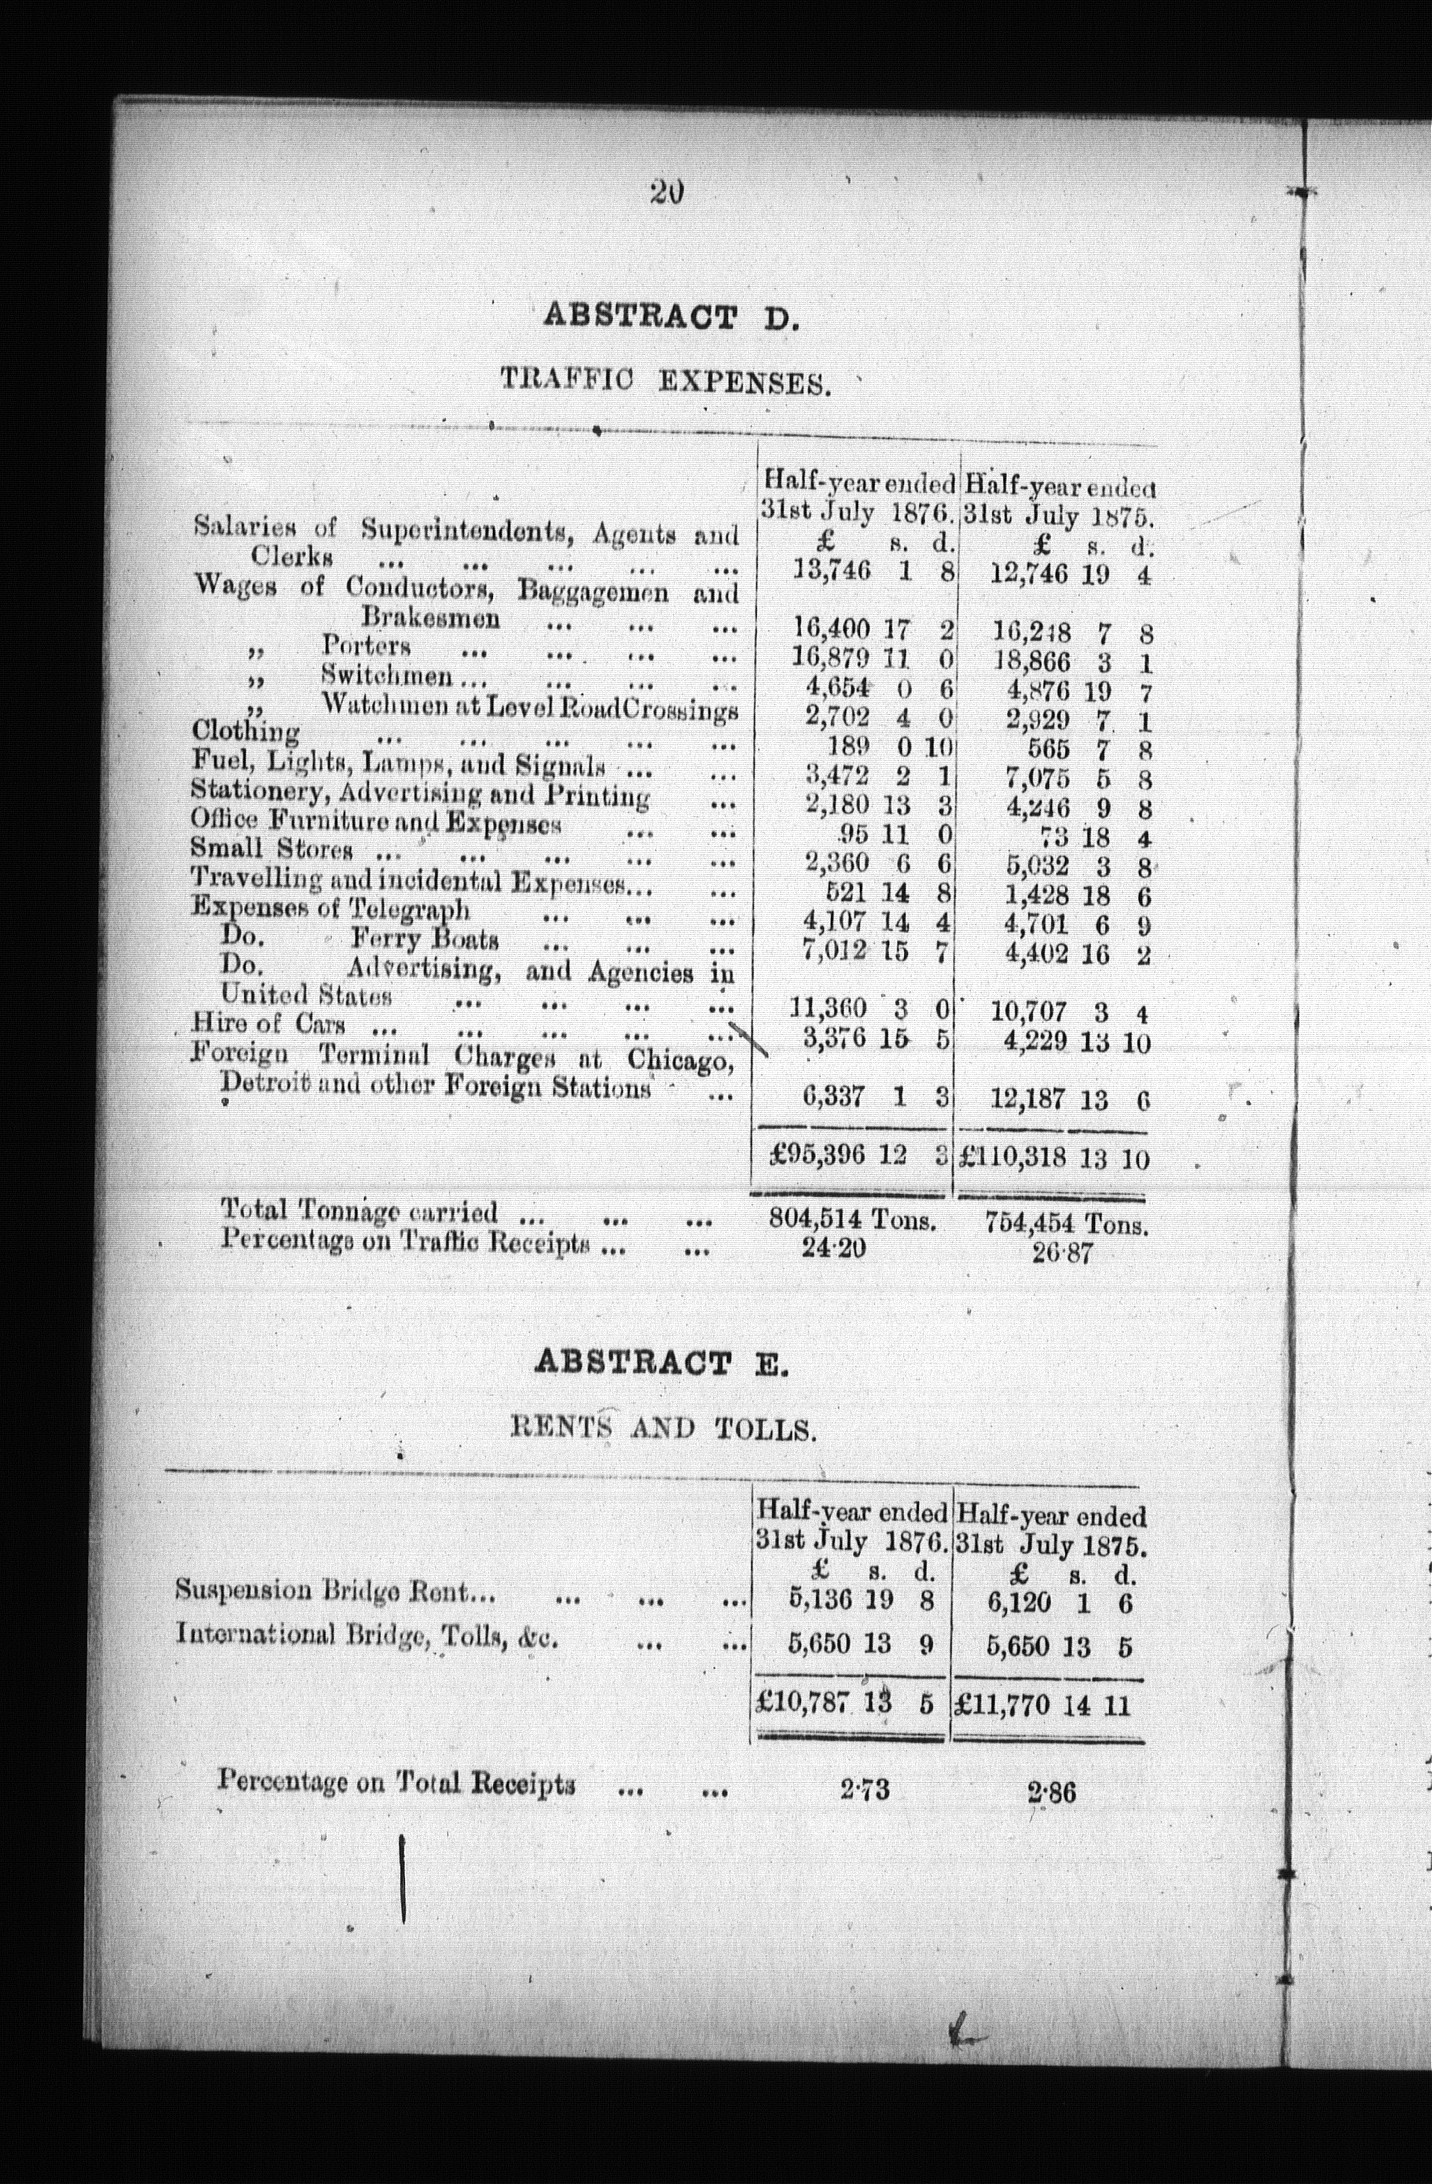 20
ABSTRACT D.
TRAFFIC EXPENSES.
Half-year ended Half-year ended
31st July 1876. 31st July 1875.
£ s. d. £ s. d.
Salaries of Superintendents, Agents and
Clerks ... ... ... ... ... 13,746 1 8 12,746 19 4
Wages of Conductors, Baggagemen and
Brakesmen ... ... ... 16,400 17 2 16,248 7 8
„ Porters ... ... ... ... 16,879 11 0 18,866 3 1
„ Switchmen ... ... ... ... 4,654 0 6 4,876 19 7
„ Watchmen at Level Road Crossings 2,702 4 0 2,929 7 1
Clothing ... ... ... ... ... 189 0 10 565 7 8
Fuel, Lights, Lamps, and Signals ... ... 3,472 2 1 7,075 5 8
Stationery, Advertising and Printing ... 2,180 13 3 4,246 9 8
Office Furniture and Expenses ... ... 95 11 0 73 18 4
Small Stores ... ... ... ... ... 2,360 6 6 5,032 3 8
Travelling and incidental Expenses... ... 521 14 8 1,428 18 6
Expenses of Telegraph ... ... ... 4,107 14 4 4,701 6 9
Do. Ferry Boats ... ... ... 7,012 15 7 4,402 16 2
Do. Advertising, and Agencies in
United States ... ... ... ... 11,360 3 0 10,707 3 4
Hire of Cars ... ... ... ... ... 3,376 15 5 4,229 13 10
Foreign Terminal Charges at Chicago,
Detroit and other Foreign Stations ... 6,337 1 3 12,187 13 6
£95,396 12 3 £110,318 13 10
Total Tonnage carried ... ... ... 804,514 Tons. 754,454 Tons.
Percentage on Traffic Receipts ... ... 24·20 26·87
ABSTRACT E.
RENTS AND TOLLS.
Half-year ended Half-year ended
31st July 1876. 31st July 1875.
£ s. d. £ s. d.
Suspension Bridge Rent... ... ... ... 5,136 19 8 6,120 1 6
International Bridge, Tolls, &c. ... ... 5,650 13 9 5,650 13 5
£10,787 13 5 £11,770 14 11
Percentage on Total Receipts ... ... 2·73 2·86